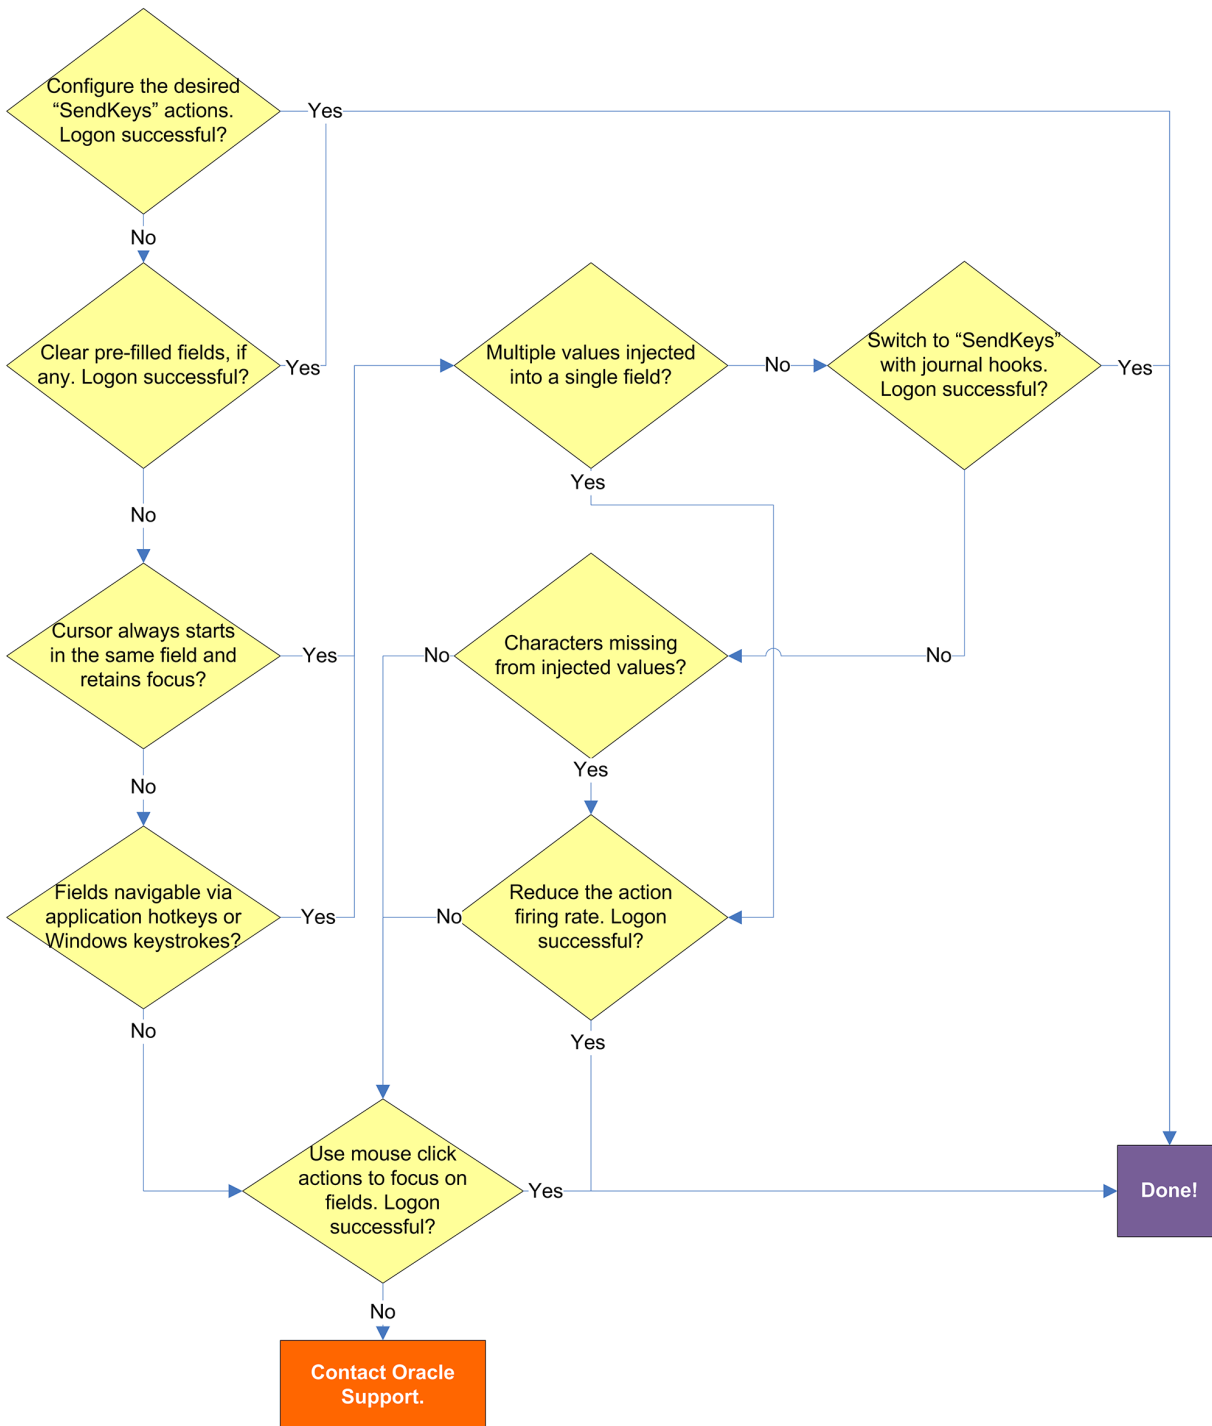 Configure the desired
“SendKeys” actions.
Logon successful?
Yes
No
Clear pre-filled fields, if
any. Logon successful?
Yes
No
Multiple values injected
into a single field?
No
Yes
Switch to “SendKeys”
with journal hooks.
Logon successful?
Yes
No
Cursor always starts
in the same field and
retains focus?
Yes
No
Characters missing
from injected values?
No
Yes
Fields navigable via
application hotkeys or
Windows keystrokes?
Yes
No
Reduce the action
firing rate. Logon
successful?
No
Yes
Use mouse click
actions to focus on
fields. Logon
successful?
Yes
No
Done!
Contact Oracle
Support.